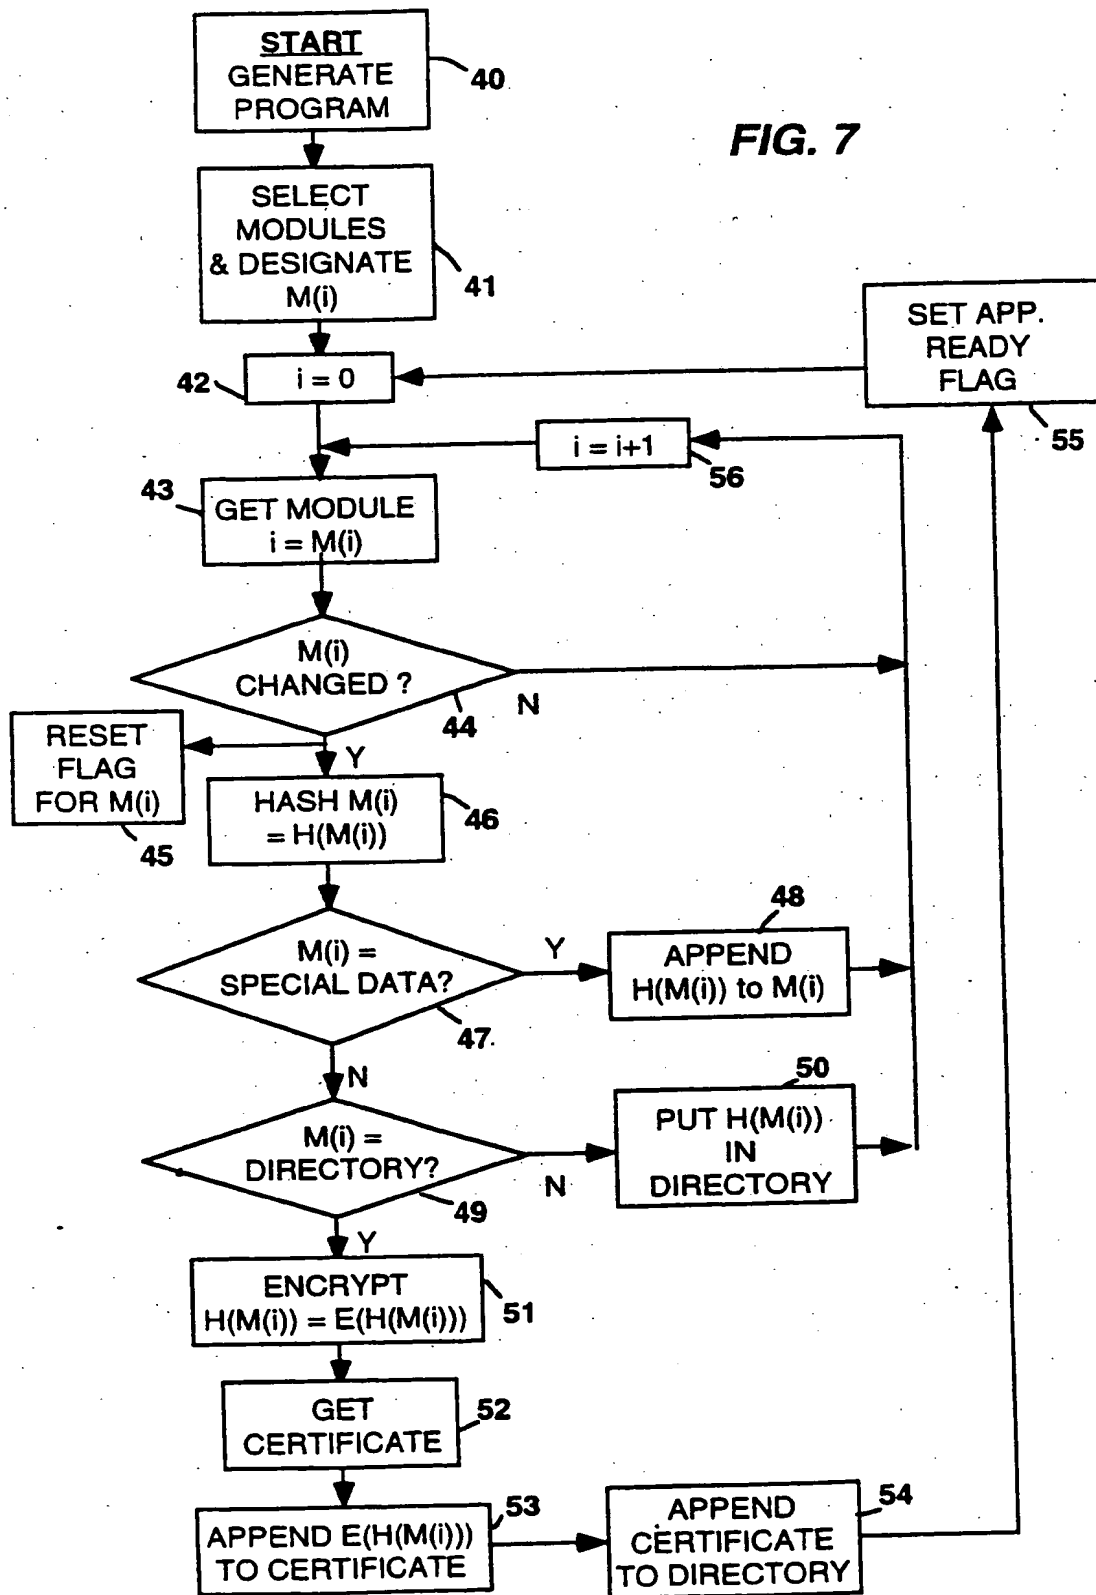 START
GENERATE
PROGRAM
40
FIG. 7
SELECT
MODULES
& DESIGNATE
M(i)
41
SET APP.
READY
FLAG
55
42
i = 0
i = i+1
56
43
GET MODULE
i = M(i)
M(i)
CHANGED ?
44
N
RESET
FLAG
FOR M(i)
45
Y
HASH M(i)
= H(M(i))
46
M(i) =
SPECIAL DATA?
47
Y
48
APPEND
H(M(i)) to M(i)
N
M(i) =
DIRECTORY?
49
N
50
PUT H(M(i))
IN
DIRECTORY
Y
ENCRYPT
H(M(i)) = E(H(M(i)))
51
GET
CERTIFICATE
52
APPEND E(H(M(i)))
TO CERTIFICATE
53
APPEND
CERTIFICATE
TO DIRECTORY
54